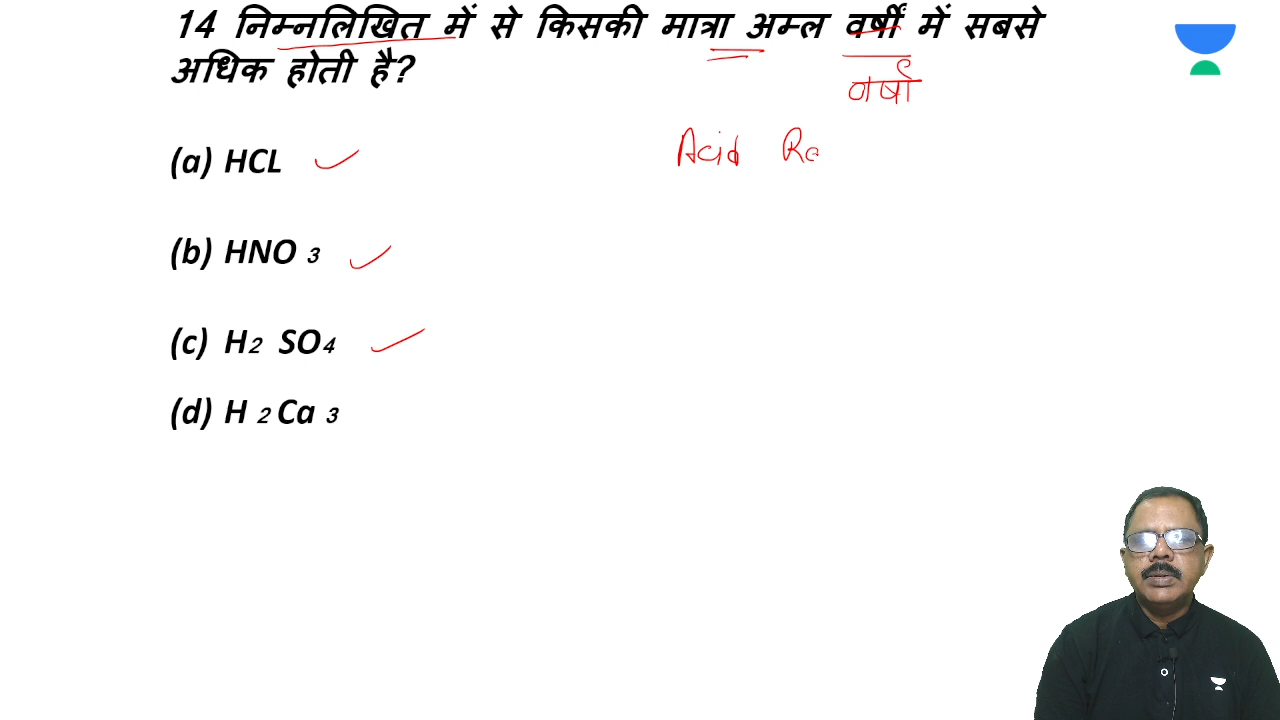 14 निम्नलिखित में से किसकी मात्रा अम्ल वर्षीं में सबसे
अधिक होती है?
वर्षा
Acid Ra
(a) HCL
(b) HNO 3
(c) H2 SO4
(d) H 2 Ca 3